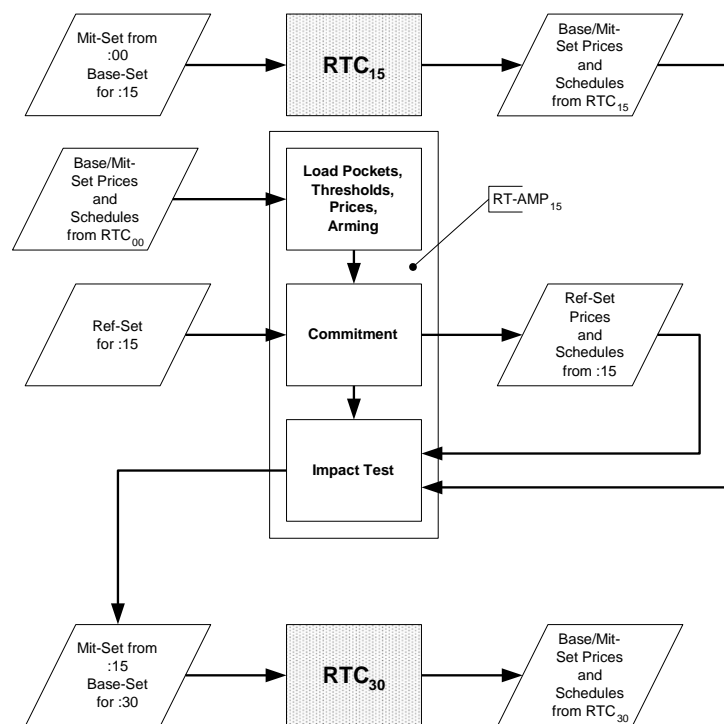 Mit-Set from
:00
Base-Set
for :15
RTC15
Base/Mit-
Set Prices
and
Schedules
from RTC15
Base/Mit-
Set Prices
and
Schedules
from RTC00
Load Pockets,
Thresholds,
Prices,
Arming
RT-AMP15
Ref-Set
for :15
Commitment
Ref-Set
Prices
and
Schedules
from :15
Impact Test
Mit-Set from
:15
Base-Set
for :30
RTC30
Base/Mit-
Set Prices
and
Schedules
from RTC30